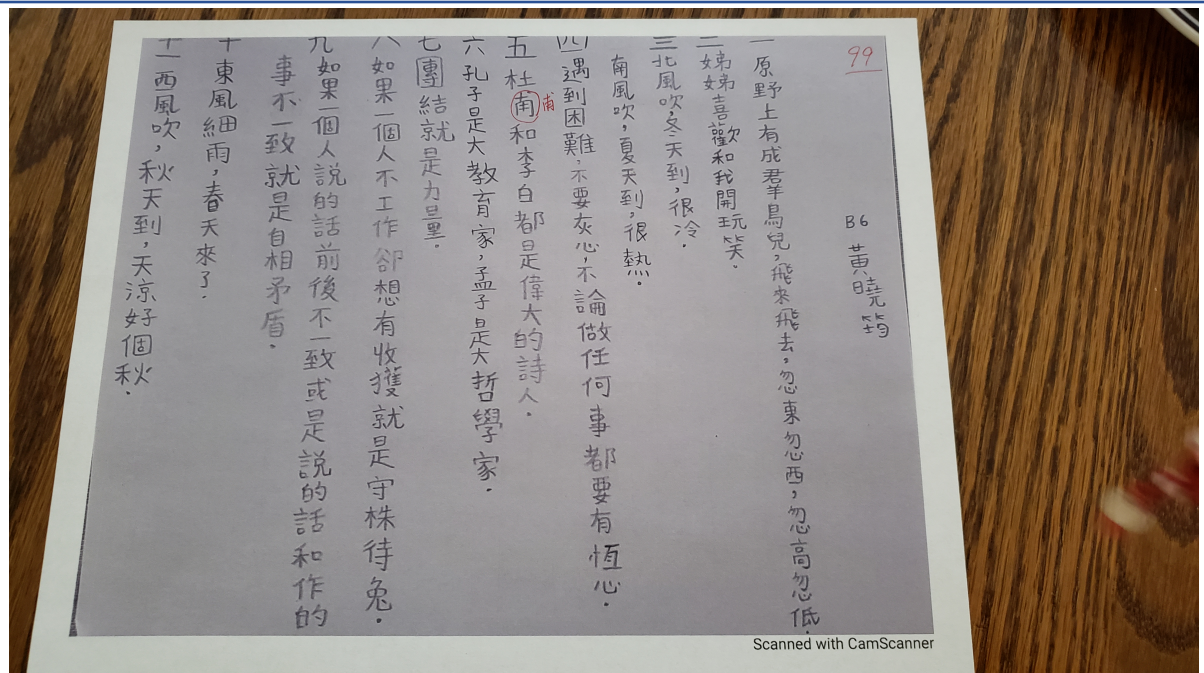 99
B6 黃曉筠
一原野上有成羣鳥兒,飛來飛去,忽東忽西,忽高忽低.
二娣娣喜歡和我開玩笑.
三北風吹,冬天到,很冷.
南風吹,夏天到,很熱.
四遇到困難,不要灰心,不論做任何事都要有恆心.
五杜甫和李白都是偉大的詩人.
甫
六孔子是大教育家,孟子是大哲學家.
七團結就是力量.
八如果一個人不工作卻想有收獲就是守株待兔.
九如果一個人說的話前後不一致或是說的話和作的
事不一致就是自相矛盾.
十東風細雨,春天來了.
十一西風吹,秋天到,天涼好個秋.
Scanned with CamScanner